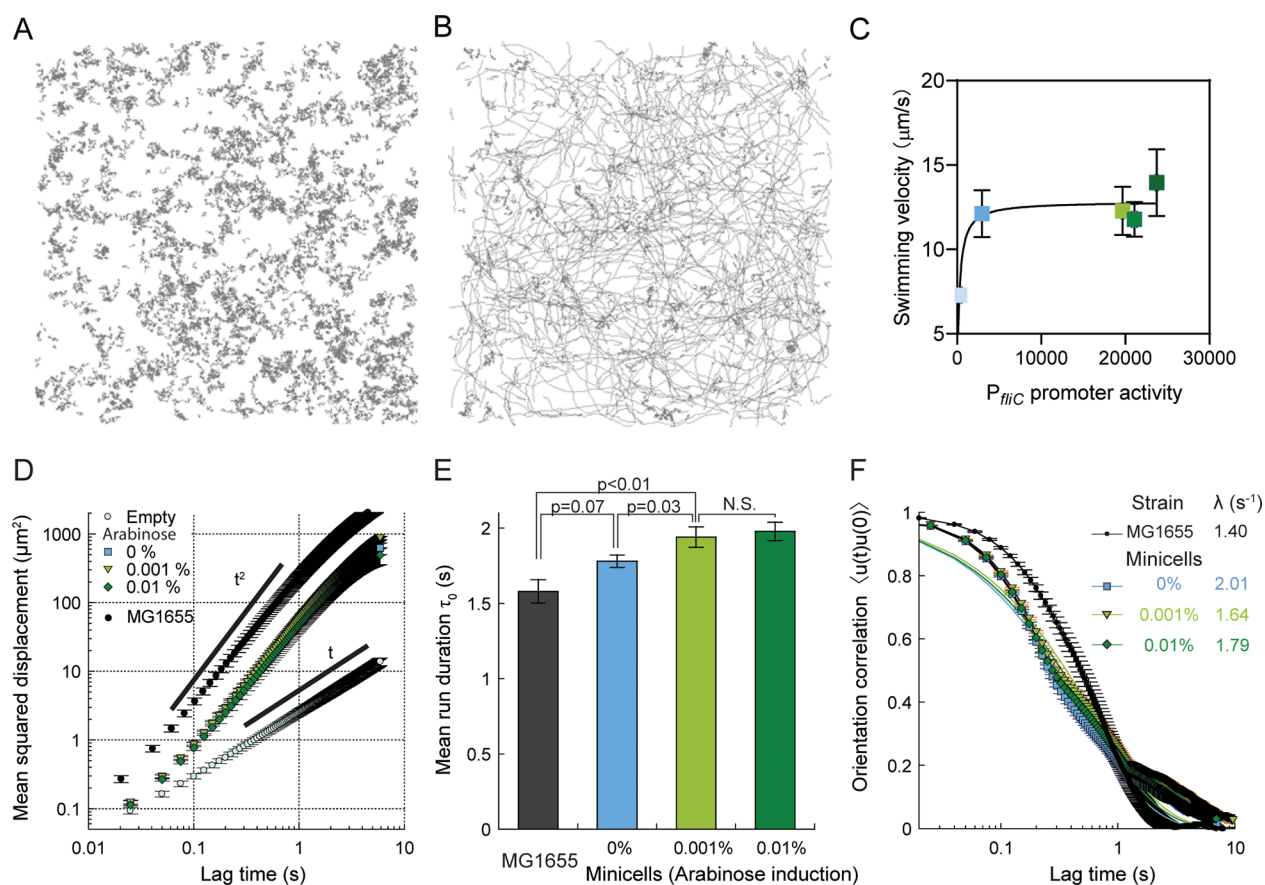 A
B
C
Swimming velocity (μm/s)
20
15
10
5
0
10000
20000
30000
PfliC promoter activity
D
Mean squared displacement (μm²)
1000
100
10
1
0.1
Empty
Arabinose
0 %
0.001 %
0.01 %
MG1655
t²
t
0.01
0.1
1
10
Lag time (s)
E
Mean run duration τ0 (s)
2
1.5
1
0.5
0
p<0.01
p=0.07
p=0.03
N.S.
MG1655
0%
0.001%
0.01%
Minicells (Arabinose induction)
F
Orientation correlation ⟨u(t)u(0)⟩
1
0.8
0.6
0.4
0.2
0
Strain λ (s⁻¹)
MG1655 1.40
Minicells
0% 2.01
0.001% 1.64
0.01% 1.79
0.1
1
10
Lag time (s)